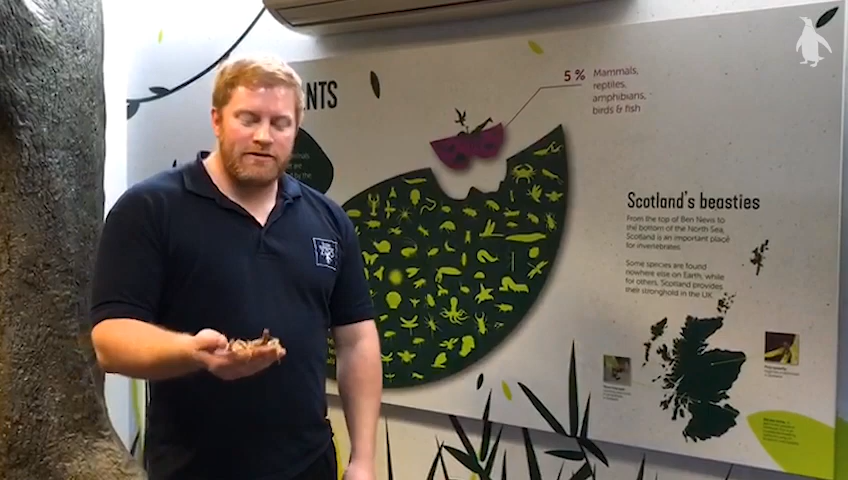 NTS
5 %
Mammals,
reptiles,
amphibians,
birds & fish
Scotland's beasties
From the top of Ben Nevis to
the bottom of the North Sea,
Scotland is an important place
for invertebrates.
Some species are found
nowhere else on Earth, while
for others, Scotland provides
their stronghold in the UK.